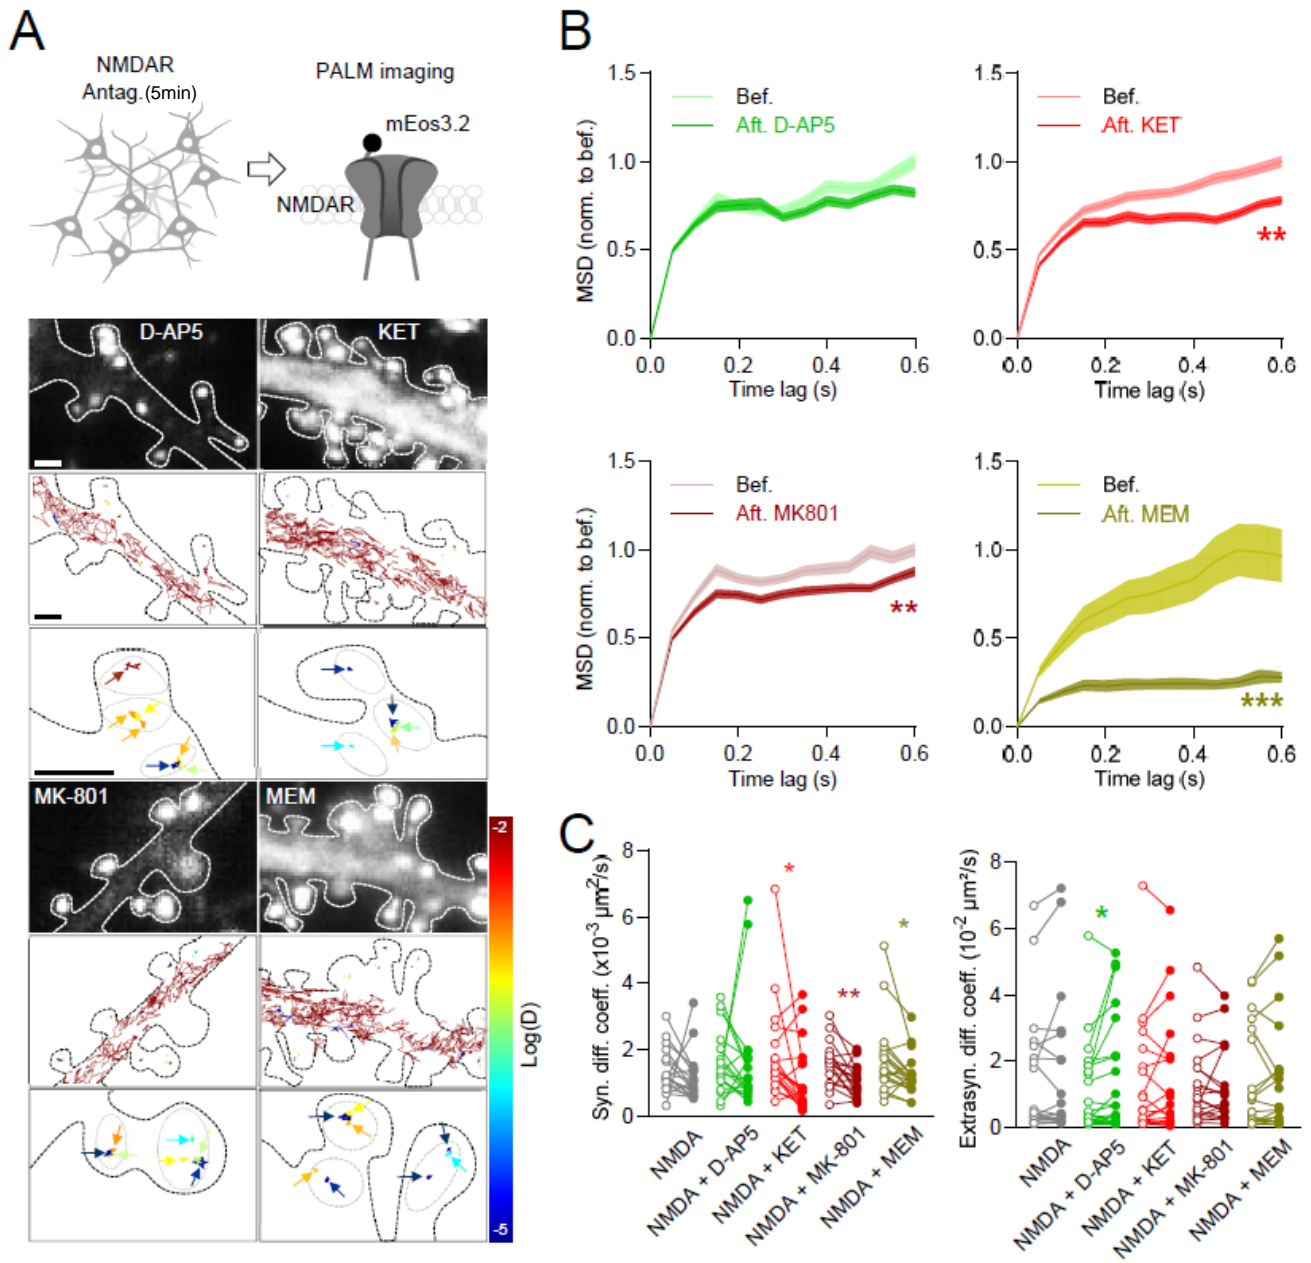 A
NMDAR
Antag.(5min)
PALM imaging
mEos3.2
NMDAR
D-AP5
KET
MK-801
MEM
-2
Log(D)
-5
B
1.5
1.0
0.5
0.0
MSD (norm. to bef.)
Bef.
Aft. D-AP5
0.0 0.2 0.4 0.6
Time lag (s)
1.5
1.0
0.5
0.0
Bef.
Aft. KET
**
0.0 0.2 0.4 0.6
Time lag (s)
1.5
1.0
0.5
0.0
MSD (norm. to bef.)
Bef.
Aft. MK801
**
0.0 0.2 0.4 0.6
Time lag (s)
1.5
1.0
0.5
0.0
Bef.
Aft. MEM
***
0.0 0.2 0.4 0.6
Time lag (s)
C
8
6
4
2
0
Syn. diff. coeff. (x10-3 µm2/s)
*
**
*
NMDA
NMDA + D-AP5
NMDA + KET
NMDA + MK-801
NMDA + MEM
8
6
4
2
0
Extrasyn. diff. coeff. (10-2 µm²/s)
*
NMDA
NMDA + D-AP5
NMDA + KET
NMDA + MK-801
NMDA + MEM